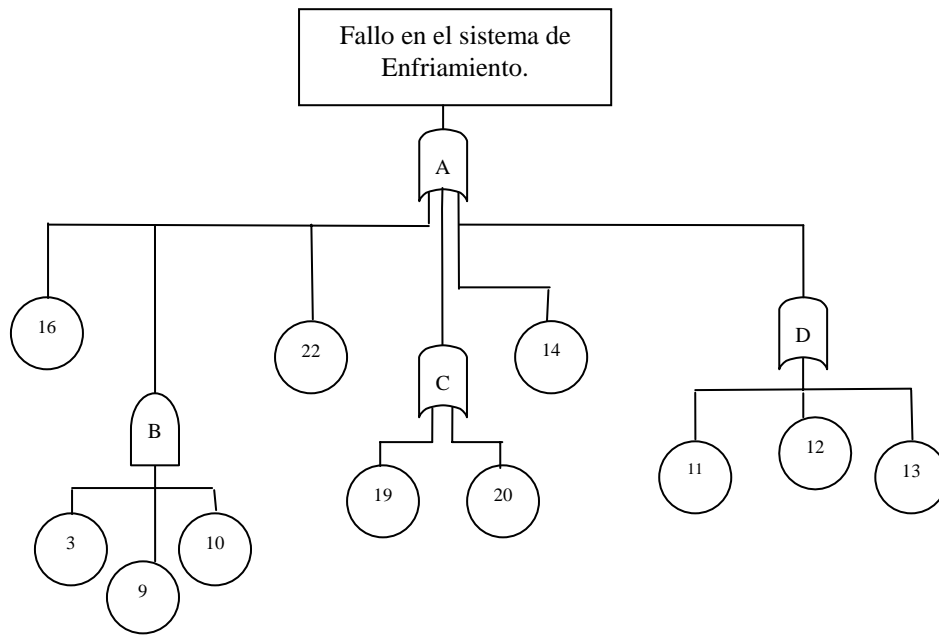 Fallo en el sistema de
Enfriamiento.
A
16
22
14
D
C
B
11
12
13
19
20
3
9
10